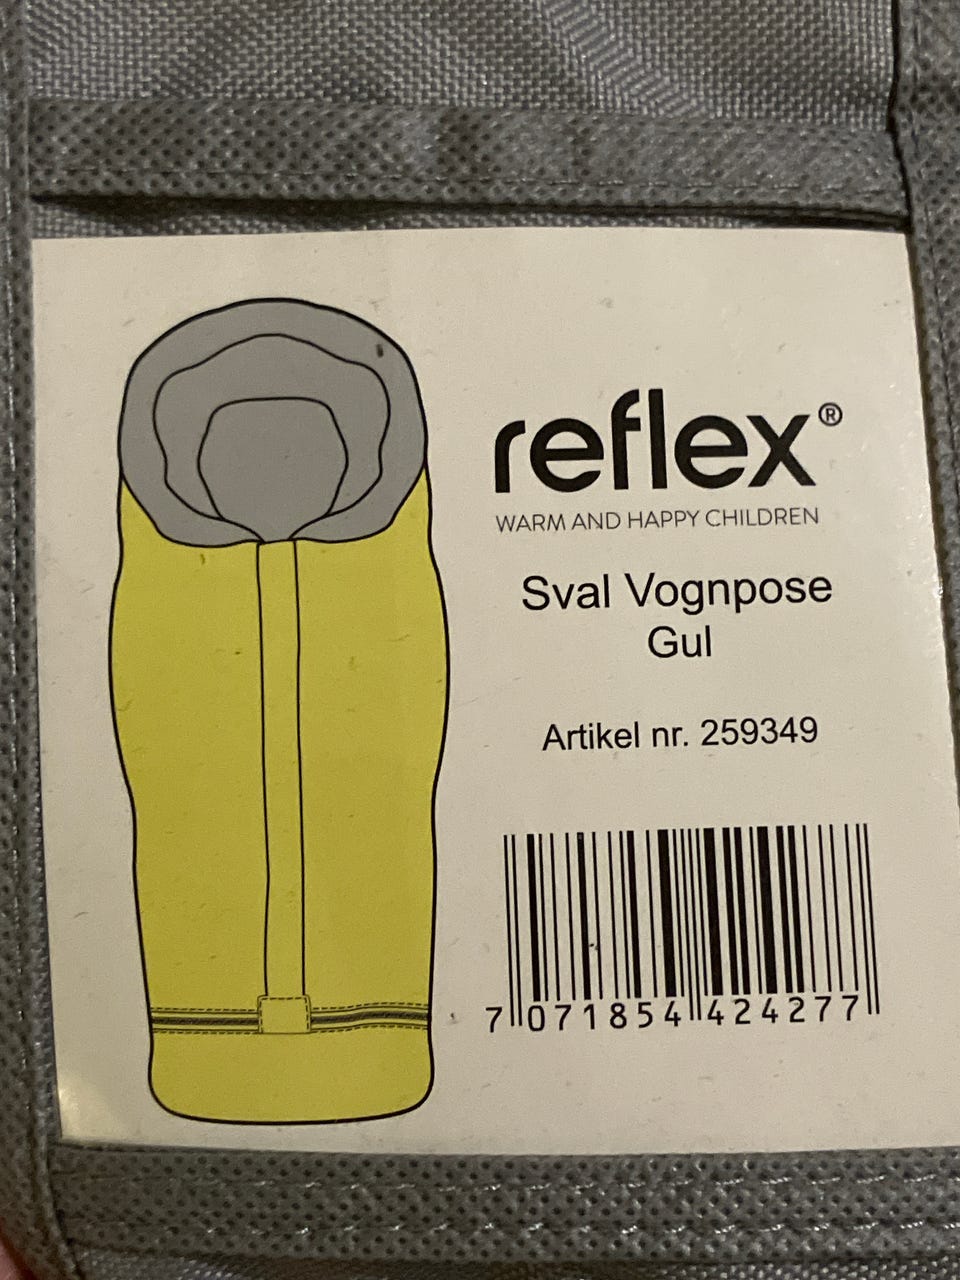 reflex®
WARM AND HAPPY CHILDREN
Sval Vognpose
Gul
Artikel nr. 259349
7 071854 424277